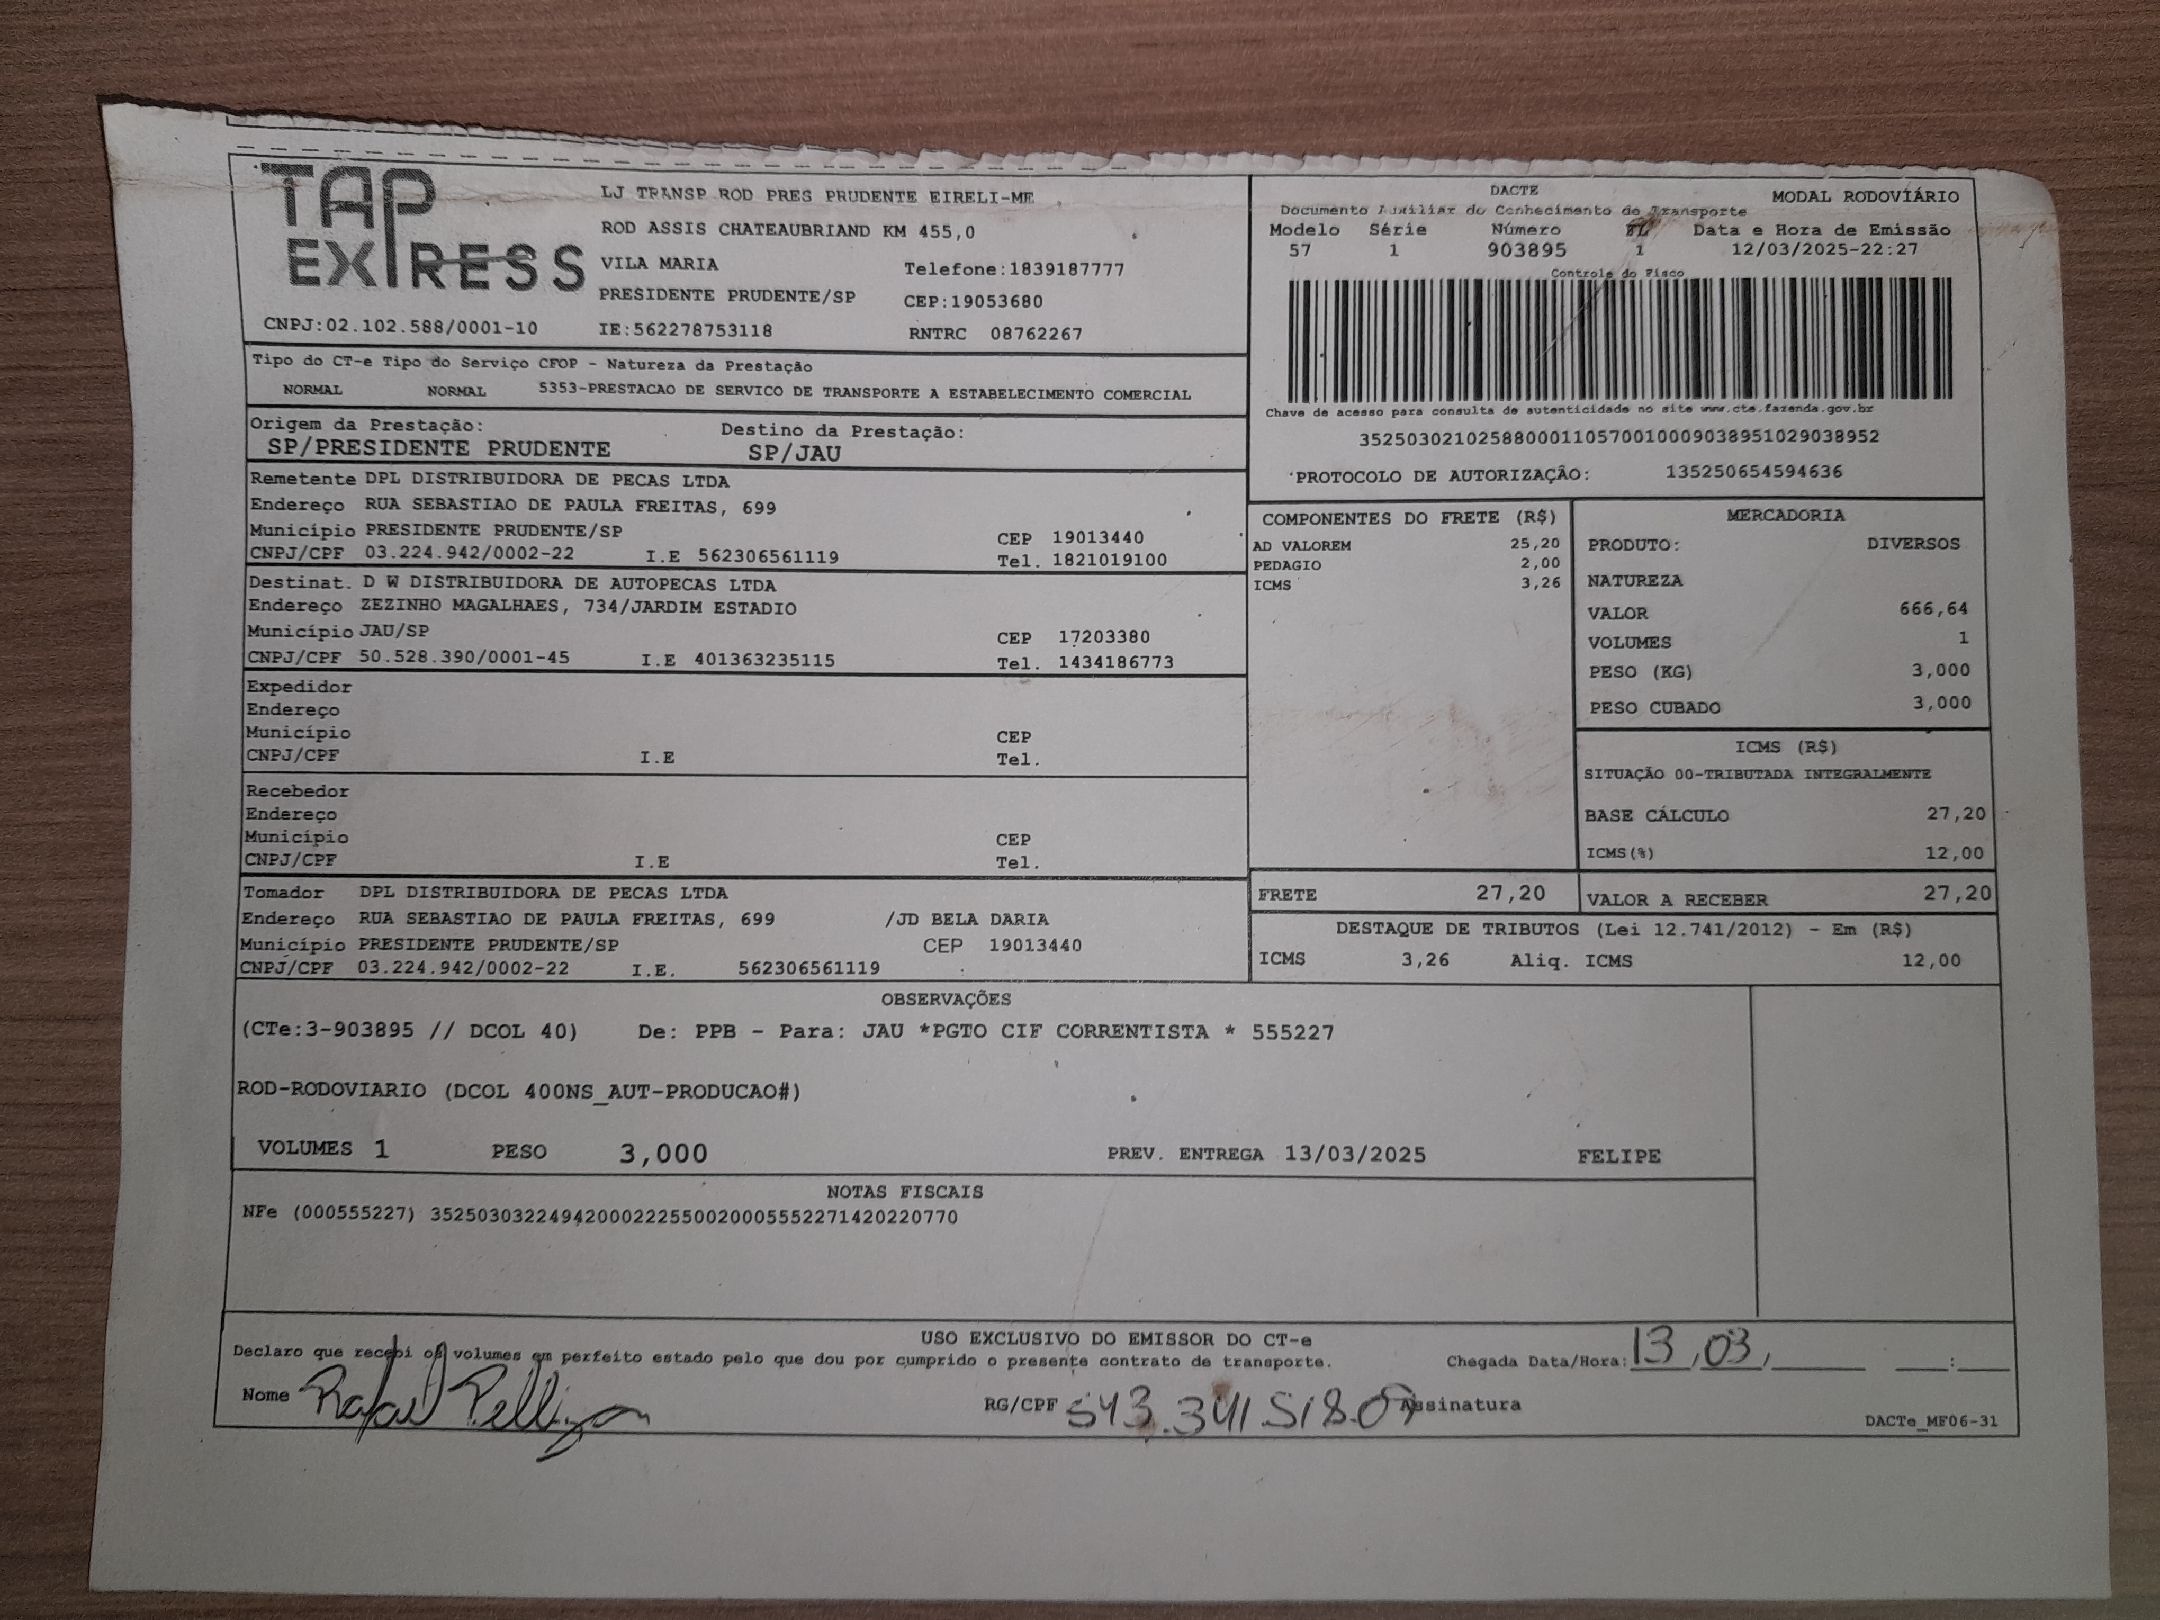 TAP
EXPRESS
LJ TRANSP ROD PRES PRUDENTE EIRELI-ME
ROD ASSIS CHATEAUBRIAND KM 455,0
VILA MARIA Telefone:1839187777
PRESIDENTE PRUDENTE/SP CEP:19053680
CNPJ:02.102.588/0001-10 IE:562278753118 RNTRC 08762267
DACTE MODAL RODOVIÁRIO
Documento Auxiliar do Conhecimento de Transporte
Modelo Série Número FL Data e Hora de Emissão
57 1 903895 1 12/03/2025-22:27
Controle do Fisco
Chave de acesso para consulta de autenticidade no site www.cte.fazenda.gov.br
35250302102588000110570010009038951029038952
PROTOCOLO DE AUTORIZAÇÃO: 135250654594636
Tipo do CT-e Tipo do Serviço CFOP - Natureza da Prestação
NORMAL NORMAL 5353-PRESTACAO DE SERVICO DE TRANSPORTE A ESTABELECIMENTO COMERCIAL
Origem da Prestação: Destino da Prestação:
SP/PRESIDENTE PRUDENTE SP/JAU
Remetente DPL DISTRIBUIDORA DE PECAS LTDA
Endereço RUA SEBASTIAO DE PAULA FREITAS, 699
Município PRESIDENTE PRUDENTE/SP CEP 19013440
CNPJ/CPF 03.224.942/0002-22 I.E 562306561119 Tel. 1821019100
Destinat. D W DISTRIBUIDORA DE AUTOPECAS LTDA
Endereço ZEZINHO MAGALHAES, 734/JARDIM ESTADIO
Município JAU/SP CEP 17203380
CNPJ/CPF 50.528.390/0001-45 I.E 401363235115 Tel. 1434186773
Expedidor
Endereço
Município CEP
CNPJ/CPF I.E Tel.
Recebedor
Endereço
Município CEP
CNPJ/CPF I.E Tel.
Tomador DPL DISTRIBUIDORA DE PECAS LTDA
Endereço RUA SEBASTIAO DE PAULA FREITAS, 699 /JD BELA DARIA
Município PRESIDENTE PRUDENTE/SP CEP 19013440
CNPJ/CPF 03.224.942/0002-22 I.E. 562306561119
COMPONENTES DO FRETE (R$)
AD VALOREM 25,20
PEDAGIO 2,00
ICMS 3,26
MERCADORIA
PRODUTO: DIVERSOS
NATUREZA
VALOR 666,64
VOLUMES 1
PESO (KG) 3,000
PESO CUBADO 3,000
ICMS (R$)
SITUAÇÃO 00-TRIBUTADA INTEGRALMENTE
BASE CÁLCULO 27,20
ICMS(%) 12,00
FRETE 27,20 VALOR A RECEBER 27,20
DESTAQUE DE TRIBUTOS (Lei 12.741/2012) - Em (R$)
ICMS 3,26 Aliq. ICMS 12,00
OBSERVAÇÕES
(CTe:3-903895 // DCOL 40) De: PPB - Para: JAU *PGTO CIF CORRENTISTA * 555227
ROD-RODOVIARIO (DCOL 400NS_AUT-PRODUCAO#)
VOLUMES 1 PESO 3,000 PREV. ENTREGA 13/03/2025 FELIPE
NOTAS FISCAIS
NFe (000555227) 35250303224942000222550020005552271420220770
USO EXCLUSIVO DO EMISSOR DO CT-e
Declaro que recebi os volumes em perfeito estado pelo que dou por cumprido o presente contrato de transporte. Chegada Data/Hora: 13/03/ :
Nome Rafael Pellizon RG/CPF 543.341.518.07 Assinatura
DACTe_MF06-31